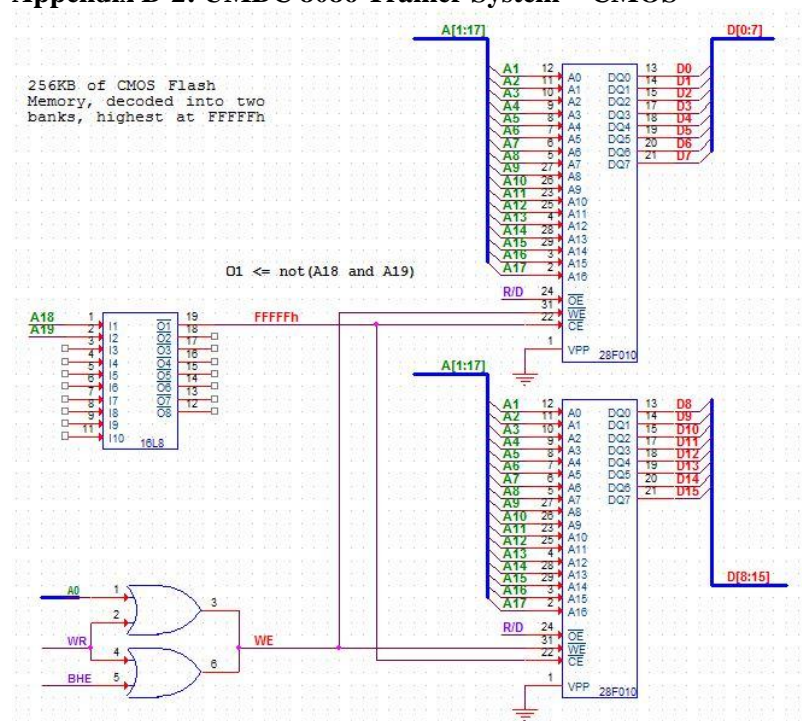 A[1:17]
D[0:7]
256KB of CMOS Flash
Memory, decoded into two
banks, highest at FFFFFh
A1 12 A0 DQ0 13 D0
A2 11 A1 DQ1 14 D1
A3 10 A2 DQ2 15 D2
A4 9 A3 DQ3 17 D3
A5 8 A4 DQ4 18 D4
A6 7 A5 DQ5 19 D5
A7 6 A6 DQ6 20 D6
A8 5 A7 DQ7 21 D7
A9 27 A8
A10 26 A9
A11 23 A10
A12 25 A11
A13 4 A12
A14 28 A13
A15 29 A14
A16 3 A15
A17 2 A16
R/D 24 OE
31 WE
22 CE
1 VPP 28F010
O1 <= not(A18 and A19)
A18 1 I1 O1 19 FFFFFh
A19 2 I2 O2 18
3 I3 O3 17
4 I4 O4 16
5 I5 O5 15
6 I6 O6 14
7 I7 O7 13
8 I8 O8 12
9 I9
11 I10
16L8
A[1:17]
A1 12 A0 DQ0 13 D8
A2 11 A1 DQ1 14 D9
A3 10 A2 DQ2 15 D10
A4 9 A3 DQ3 17 D11
A5 8 A4 DQ4 18 D12
A6 7 A5 DQ5 19 D13
A7 6 A6 DQ6 20 D14
A8 5 A7 DQ7 21 D15
A9 27 A8
A10 26 A9
A11 23 A10
A12 25 A11
A13 4 A12
A14 28 A13
A15 29 A14
A16 3 A15
A17 2 A16
D[8:15]
R/D 24 OE
31 WE
22 CE
1 VPP 28F010
A0 1
2 3
WR WE
4 6
BHE 5